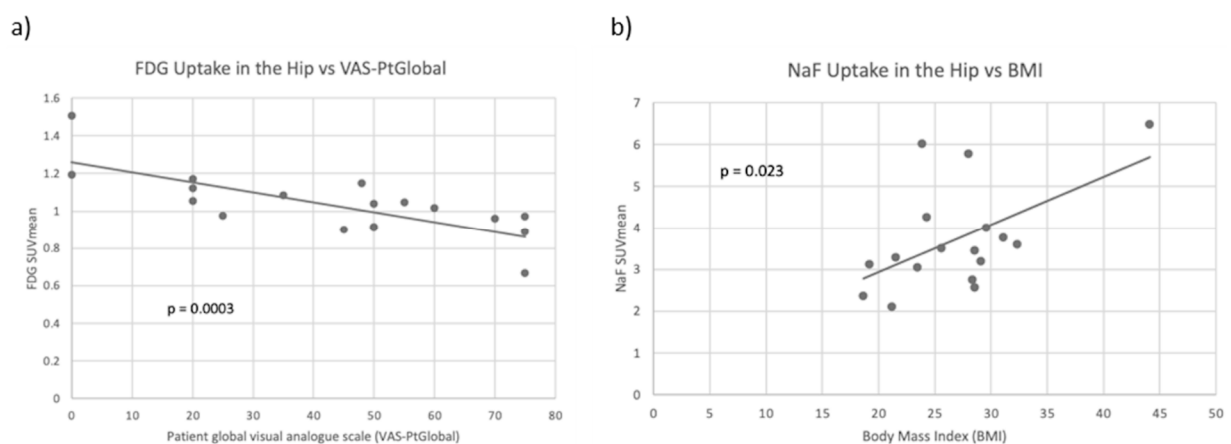 a)
FDG Uptake in the Hip vs VAS-PtGlobal
1.6
1.4
1.2
1
0.8
0.6
0.4
0.2
0
FDG SUVmean
p = 0.0003
0 10 20 30 40 50 60 70 80
Patient global visual analogue scale (VAS-PtGlobal)
b)
NaF Uptake in the Hip vs BMI
7
6
5
4
3
2
1
0
NaF SUVmean
p = 0.023
0 5 10 15 20 25 30 35 40 45 50
Body Mass Index (BMI)